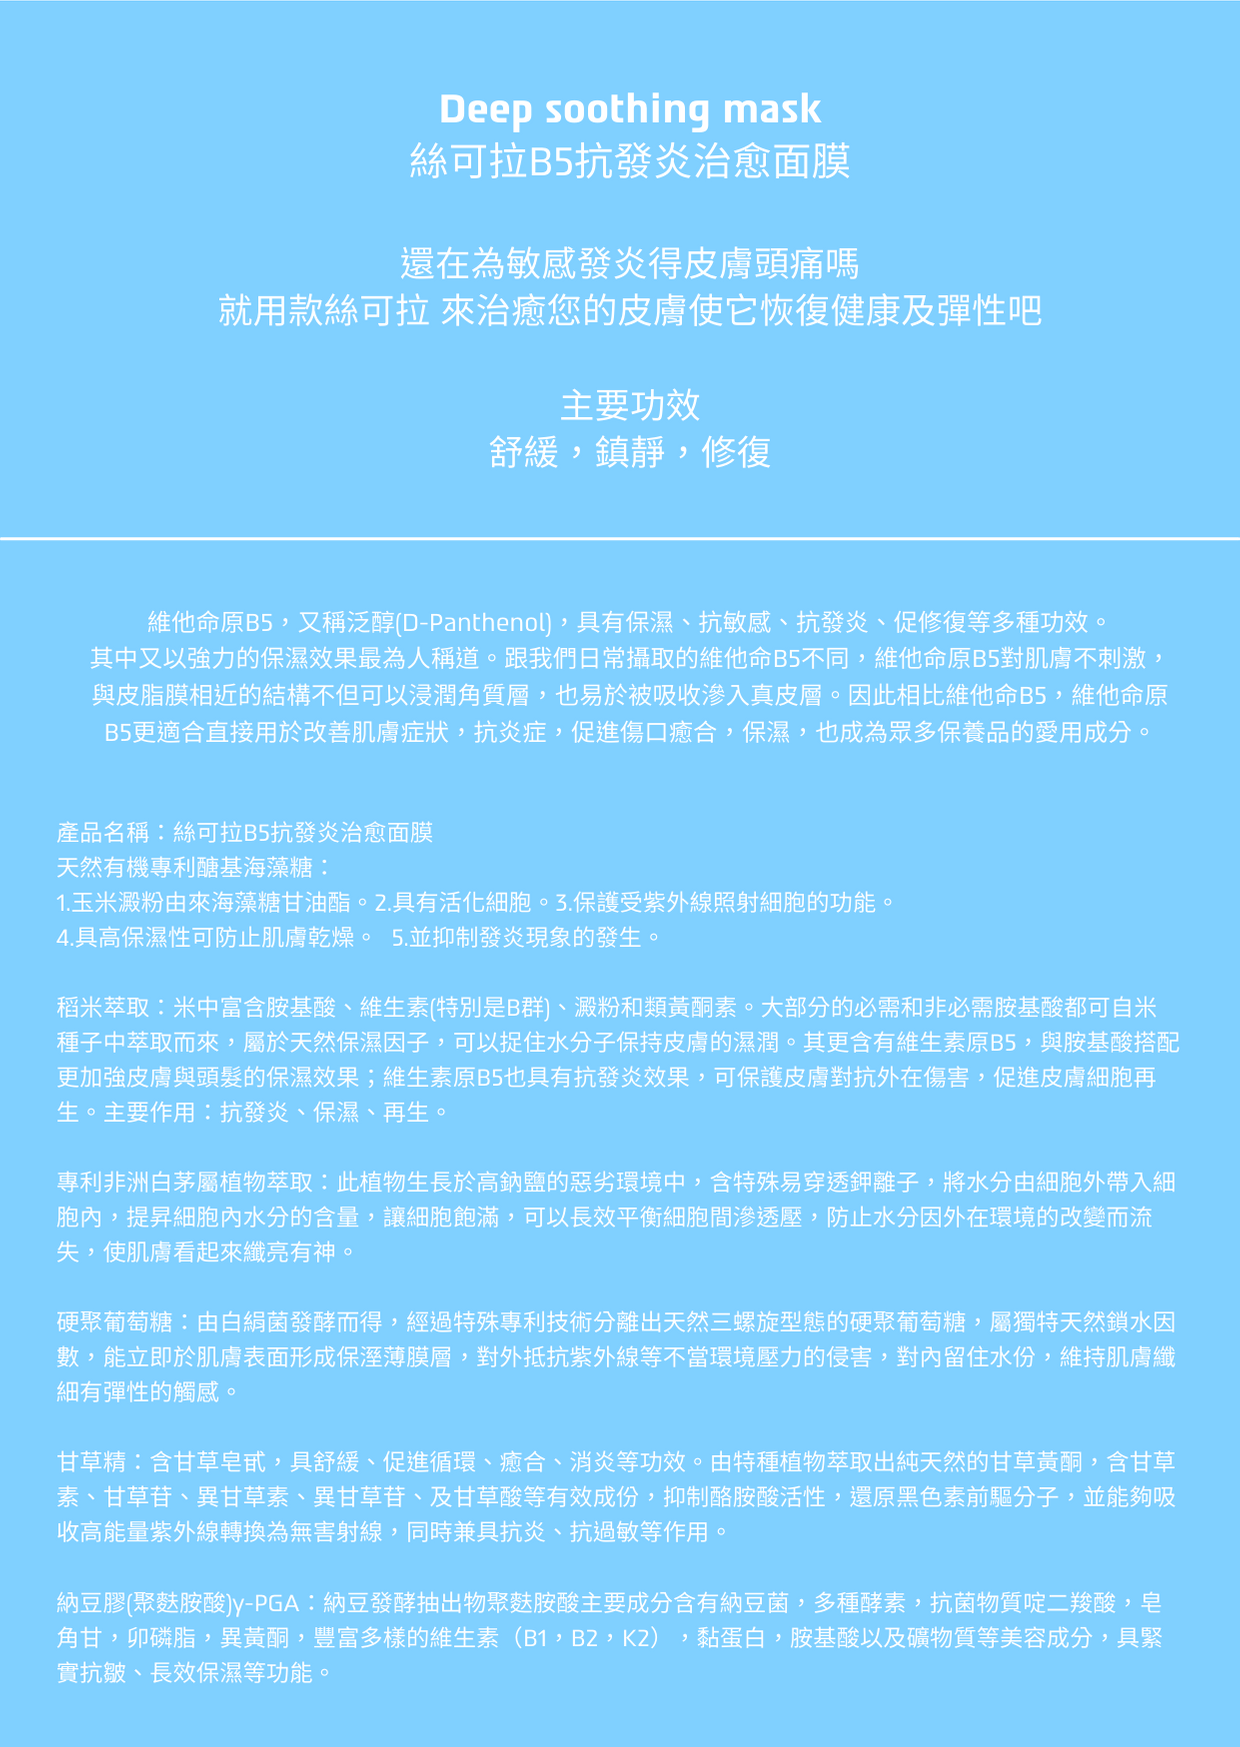 Deep soothing mask
絲可拉B5抗發炎治愈面膜
還在為敏感發炎得皮膚頭痛嗎
就用款絲可拉 來治癒您的皮膚使它恢復健康及彈性吧
主要功效
舒緩，鎮靜，修復
維他命原B5，又稱泛醇(D-Panthenol)，具有保濕、抗敏感、抗發炎、促修復等多種功效。
其中又以強力的保濕效果最為人稱道。跟我們日常攝取的維他命B5不同，維他命原B5對肌膚不刺激，
與皮脂膜相近的結構不但可以浸潤角質層，也易於被吸收滲入真皮層。因此相比維他命B5，維他命原
B5更適合直接用於改善肌膚症狀，抗炎症，促進傷口癒合，保濕，也成為眾多保養品的愛用成分。
產品名稱：絲可拉B5抗發炎治愈面膜
天然有機專利醣基海藻糖：
1.玉米澱粉由來海藻糖甘油酯。2.具有活化細胞。3.保護受紫外線照射細胞的功能。
4.具高保濕性可防止肌膚乾燥。 5.並抑制發炎現象的發生。
稻米萃取：米中富含胺基酸、維生素(特別是B群)、澱粉和類黃酮素。大部分的必需和非必需胺基酸都可自米
種子中萃取而來，屬於天然保濕因子，可以捉住水分子保持皮膚的濕潤。其更含有維生素原B5，與胺基酸搭配
更加強皮膚與頭髮的保濕效果；維生素原B5也具有抗發炎效果，可保護皮膚對抗外在傷害，促進皮膚細胞再
生。主要作用：抗發炎、保濕、再生。
專利非洲白茅屬植物萃取：此植物生長於高鈉鹽的惡劣環境中，含特殊易穿透鉀離子，將水分由細胞外帶入細
胞內，提昇細胞內水分的含量，讓細胞飽滿，可以長效平衡細胞間滲透壓，防止水分因外在環境的改變而流
失，使肌膚看起來纖亮有神。
硬聚葡萄糖：由白絹菌發酵而得，經過特殊專利技術分離出天然三螺旋型態的硬聚葡萄糖，屬獨特天然鎖水因
數，能立即於肌膚表面形成保溼薄膜層，對外抵抗紫外線等不當環境壓力的侵害，對內留住水份，維持肌膚纖
細有彈性的觸感。
甘草精：含甘草皂甙，具舒緩、促進循環、癒合、消炎等功效。由特種植物萃取出純天然的甘草黃酮，含甘草
素、甘草苷、異甘草素、異甘草苷、及甘草酸等有效成份，抑制酪胺酸活性，還原黑色素前驅分子，並能夠吸
收高能量紫外線轉換為無害射線，同時兼具抗炎、抗過敏等作用。
納豆膠(聚麩胺酸)γ-PGA：納豆發酵抽出物聚麩胺酸主要成分含有納豆菌，多種酵素，抗菌物質啶二羧酸，皂
角甘，卵磷脂，異黃酮，豐富多樣的維生素（B1，B2，K2），黏蛋白，胺基酸以及礦物質等美容成分，具緊
實抗皺、長效保濕等功能。